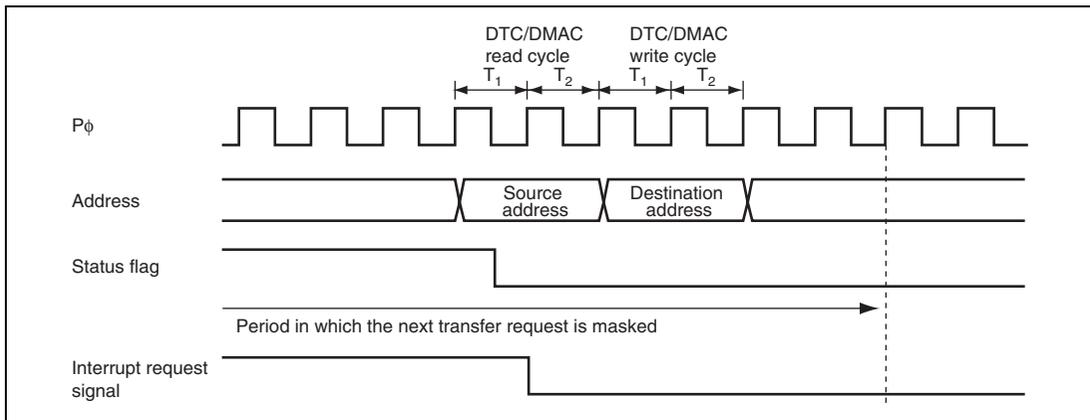 DTC/DMAC DTC/DMAC
read cycle write cycle
T₁ T₂ T₁ T₂
Pϕ
Address
Source
address
Destination
address
Status flag
Period in which the next transfer request is masked
Interrupt request
signal